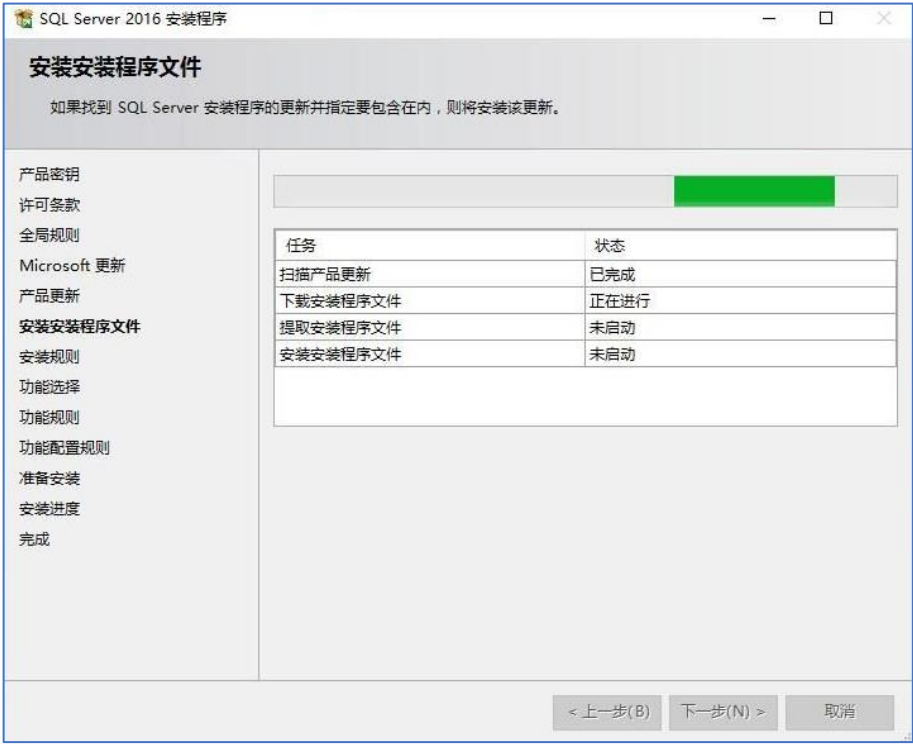 SQL Server 2016 安装程序
安装安装程序文件
如果找到 SQL Server 安装程序的更新并指定要包含在内，则将安装该更新。
产品密钥
许可条款
全局规则
Microsoft 更新
产品更新
安装安装程序文件
安装规则
功能选择
功能规则
功能配置规则
准备安装
安装进度
完成
任务 状态
扫描产品更新 已完成
下载安装程序文件 正在进行
提取安装程序文件 未启动
安装安装程序文件 未启动
< 上一步(B) 下一步(N) > 取消